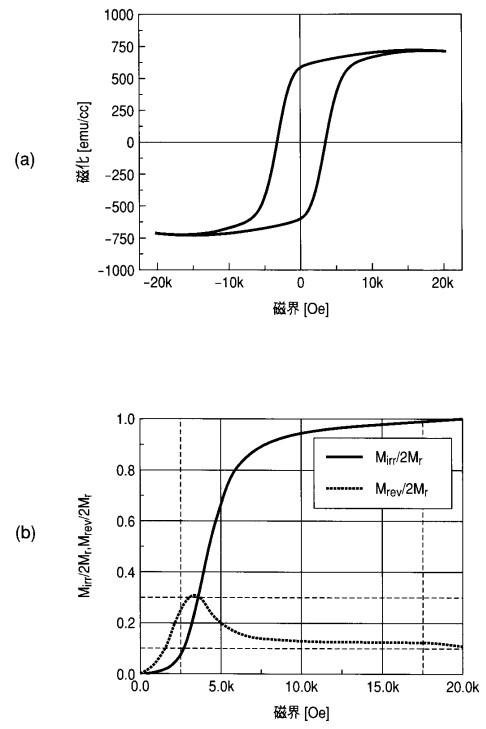 (a)
磁化 [emu/cc]
1000
750
500
250
0
−250
−500
−750
−1000
−20k −10k 0 10k 20k
磁界 [Oe]
(b)
Mirr/2Mr,Mrev/2Mr
1.0
0.8
0.6
0.4
0.2
0.0
Mirr/2Mr
Mrev/2Mr
0.0 5.0k 10.0k 15.0k 20.0k
磁界 [Oe]